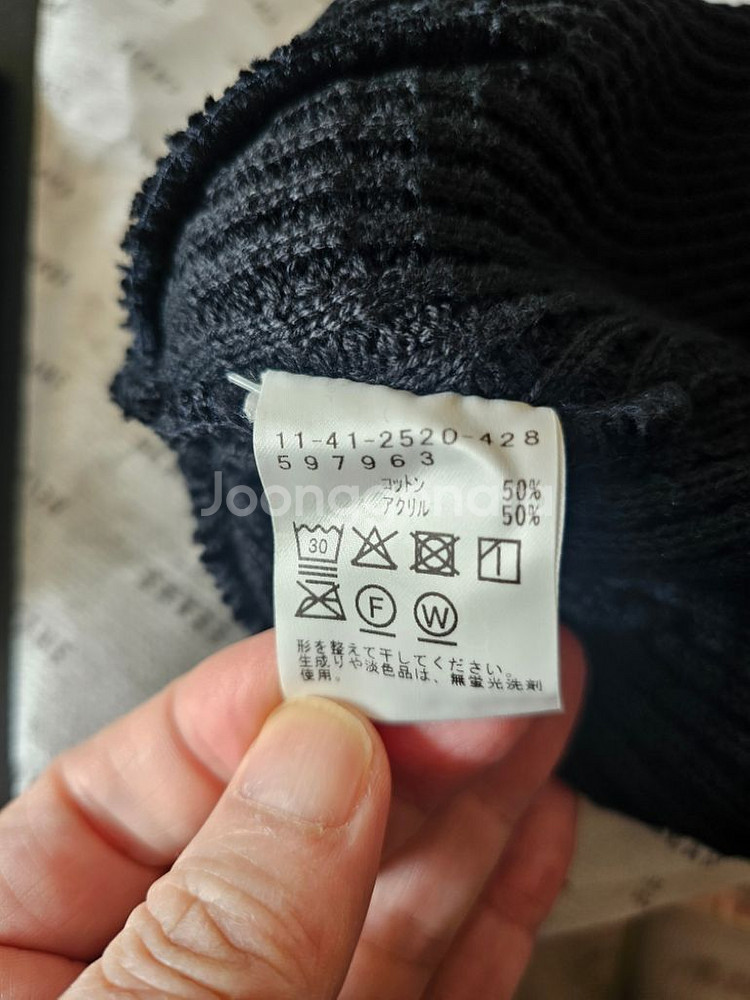 11-41-2520-428
597963
コットン 50%
アクリル 50%
30
F W
形を整えて干してください。
生成りや淡色品は、無蛍光洗剤
使用。